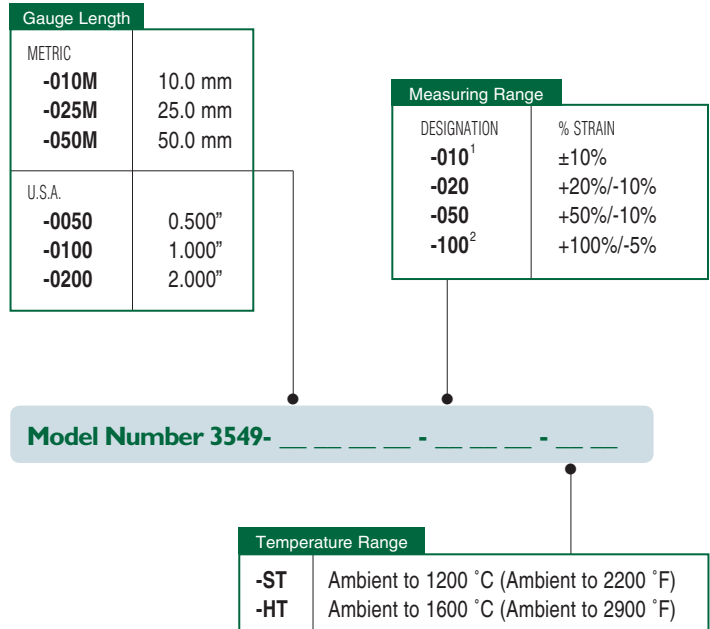 Gauge Length
METRIC
-010M 10.0 mm
-025M 25.0 mm
-050M 50.0 mm
U.S.A.
-0050 0.500”
-0100 1.000”
-0200 2.000”
Measuring Range
DESIGNATION % STRAIN
-010¹ ±10%
-020 +20%/-10%
-050 +50%/-10%
-100² +100%/-5%
Model Number 3549- __ __ __ __ - __ __ __ - __ __
Temperature Range
-ST Ambient to 1200 ˚C (Ambient to 2200 ˚F)
-HT Ambient to 1600 ˚C (Ambient to 2900 ˚F)